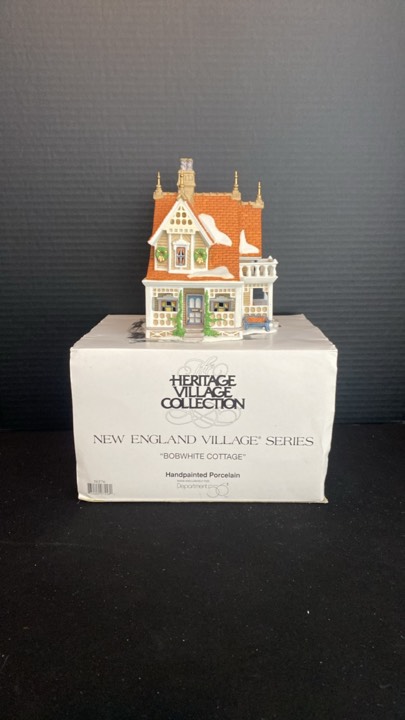 HERITAGE
VILLAGE
COLLECTION
NEW ENGLAND VILLAGE® SERIES
"BOBWHITE COTTAGE"
Handpainted Porcelain
Department 56